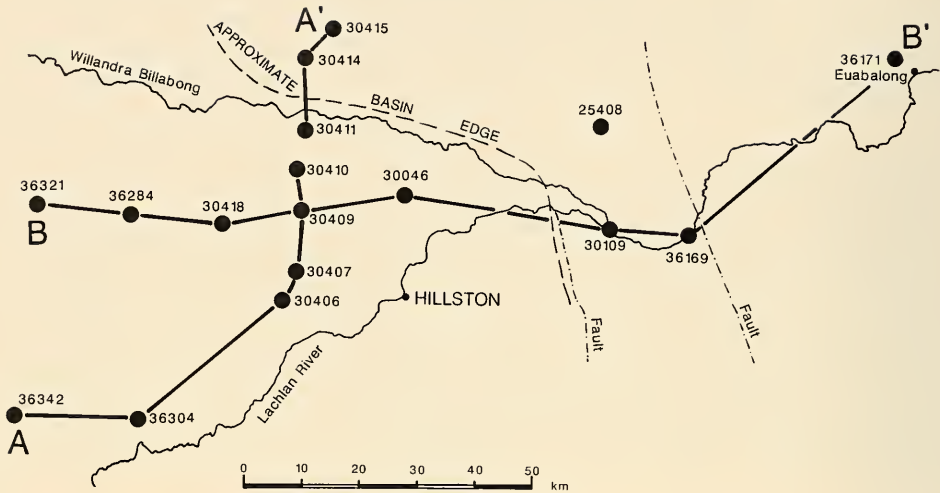 A'
30415
30414
APPROXIMATE
BASIN
EDGE
Willandra Billabong
B'
36171
Euabalong
25408
30411
30410
36321
36284
30418
30409
30046
B
30109
36169
30407
30406
HILLSTON
Fault
Fault
Lachlan River
36342
36304
A
0 10 20 30 40 50
km